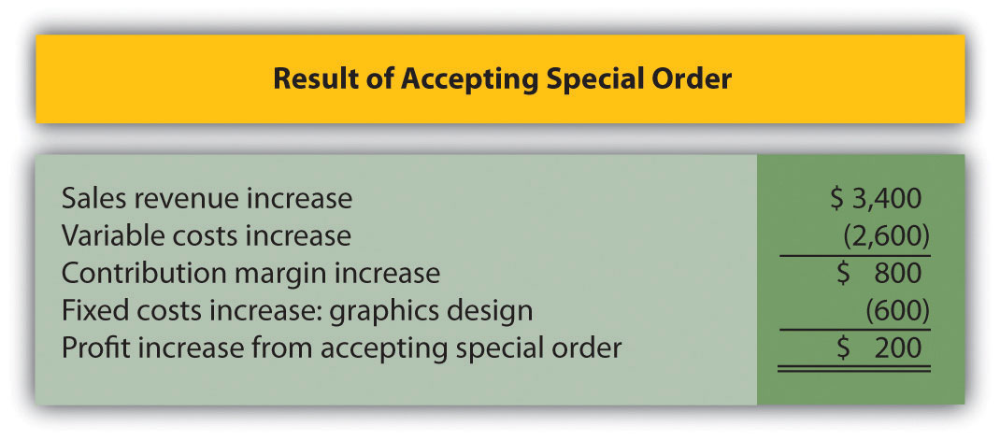 Result of Accepting Special Order
Sales revenue increase $ 3,400
Variable costs increase (2,600)
Contribution margin increase $ 800
Fixed costs increase: graphics design (600)
Profit increase from accepting special order $ 200